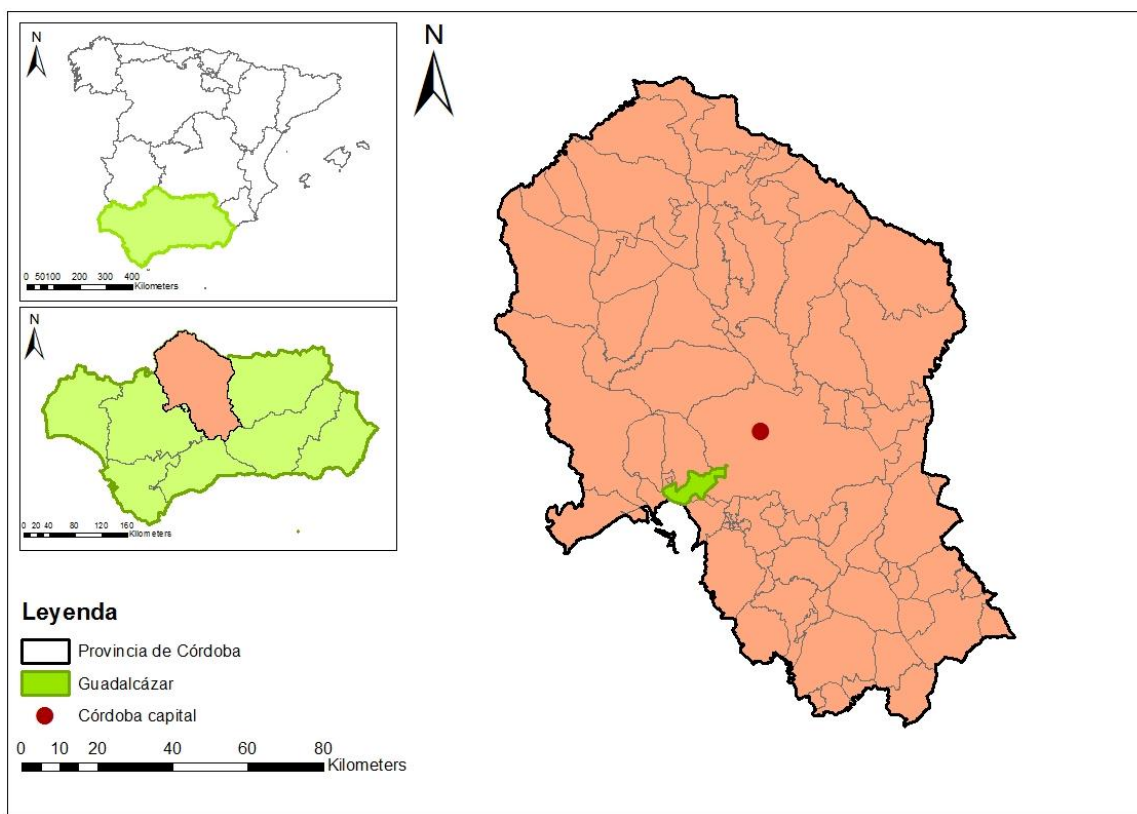 N
0 50100 200 300 400
Kilometers
N
0 20 40 80 120 160
Kilometers
N
Leyenda
Provincia de Córdoba
Guadalcázar
Córdoba capital
0 10 20 40 60 80
Kilometers